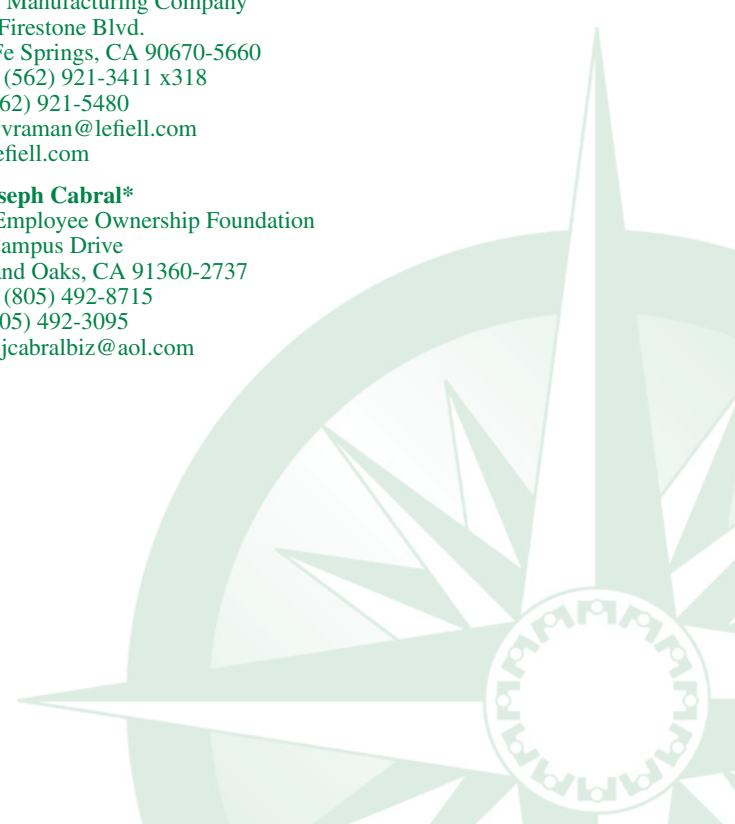 Manufacturing Company
Firestone Blvd.
Fe Springs, CA 90670-5660
(562) 921-3411 x318
62) 921-5480
vraman@lefiell.com
efiell.com
seph Cabral*
Employee Ownership Foundation
ampus Drive
and Oaks, CA 91360-2737
(805) 492-8715
05) 492-3095
jcabralbiz@aol.com